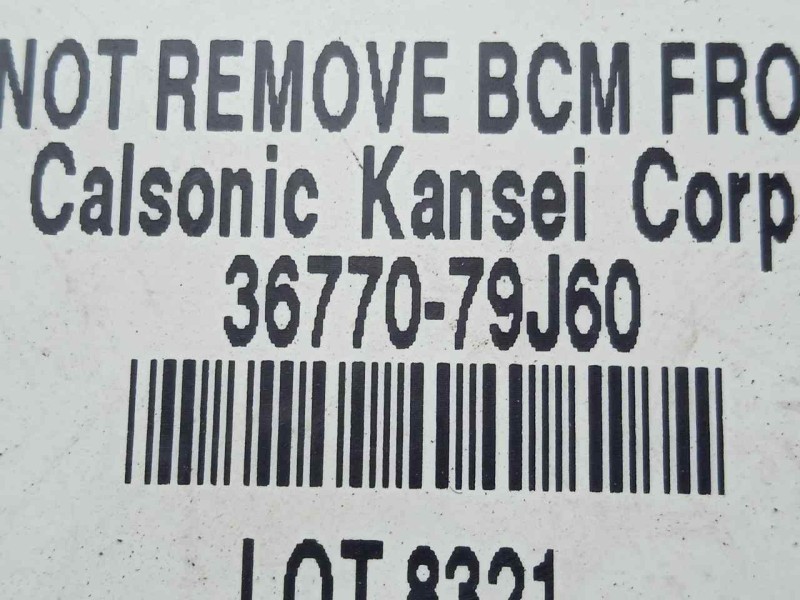 NOT REMOVE BCM FRO
Calsonic Kansei Corp
36770-79J60
LOT 8321